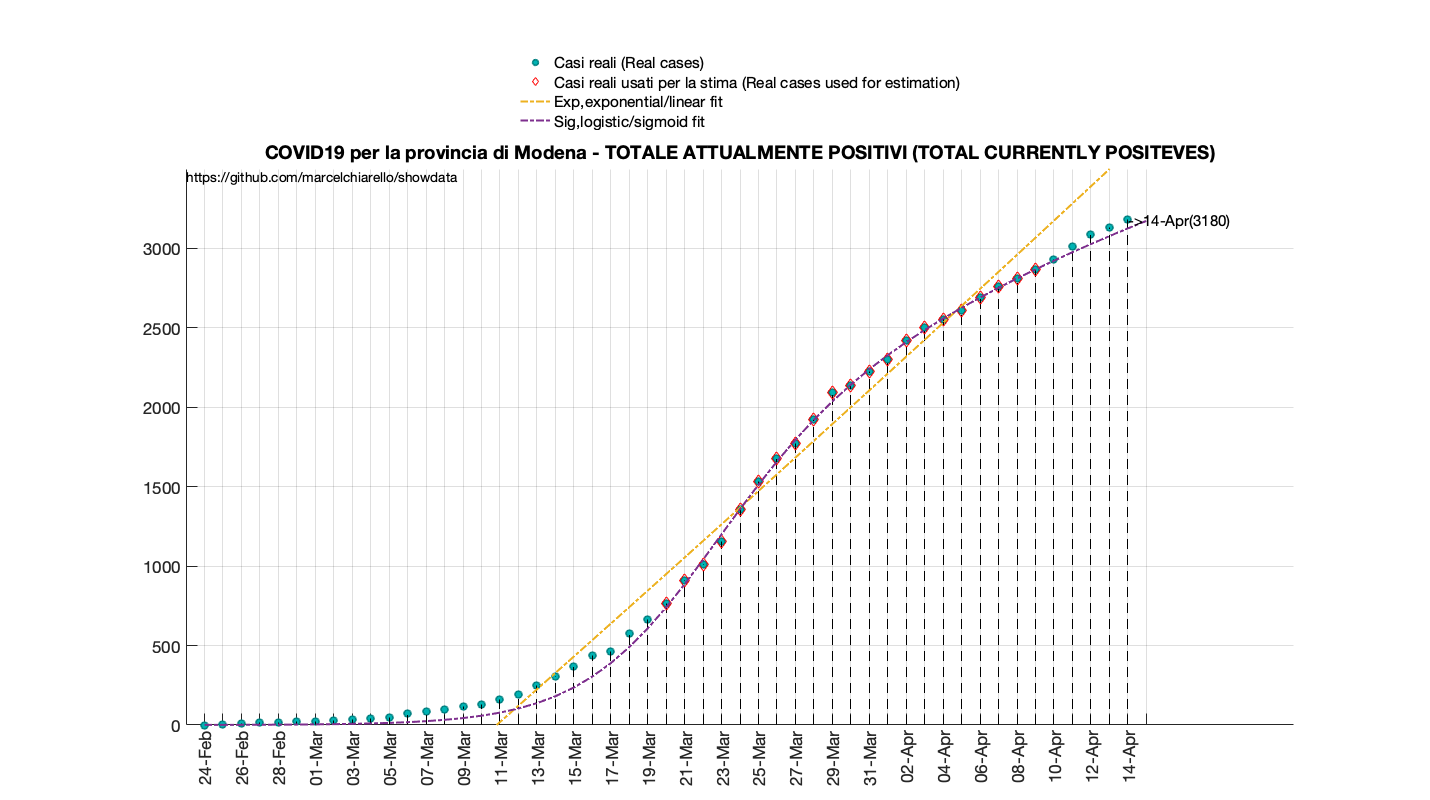 Casi reali (Real cases)
Casi reali usati per la stima (Real cases used for estimation)
Exp,exponential/linear fit
Sig,logistic/sigmoid fit
COVID19 per la provincia di Modena - TOTALE ATTUALMENTE POSITIVI (TOTAL CURRENTLY POSITEVES)
https://github.com/marcelchiarello/showdata
->14-Apr(3180)
3000
2500
2000
1500
1000
500
0
24-Feb
26-Feb
28-Feb
01-Mar
03-Mar
05-Mar
07-Mar
09-Mar
11-Mar
13-Mar
15-Mar
17-Mar
19-Mar
21-Mar
23-Mar
25-Mar
27-Mar
29-Mar
31-Mar
02-Apr
04-Apr
06-Apr
08-Apr
10-Apr
12-Apr
14-Apr